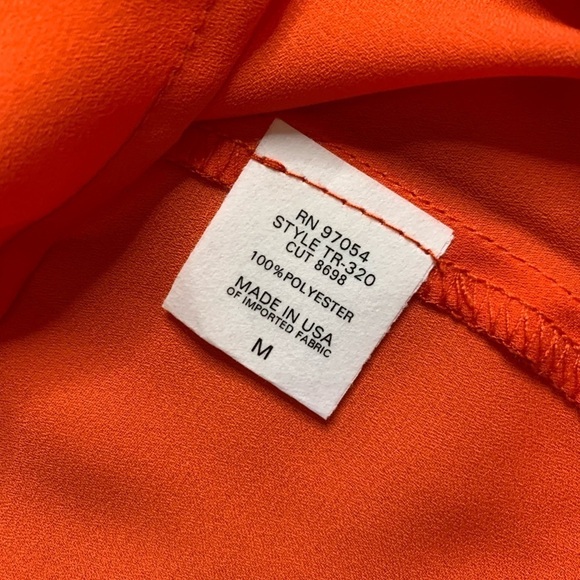 RN 97054
STYLE TR-320
CUT 8698
100%POLYESTER
MADE IN USA
OF IMPORTED FABRIC
M